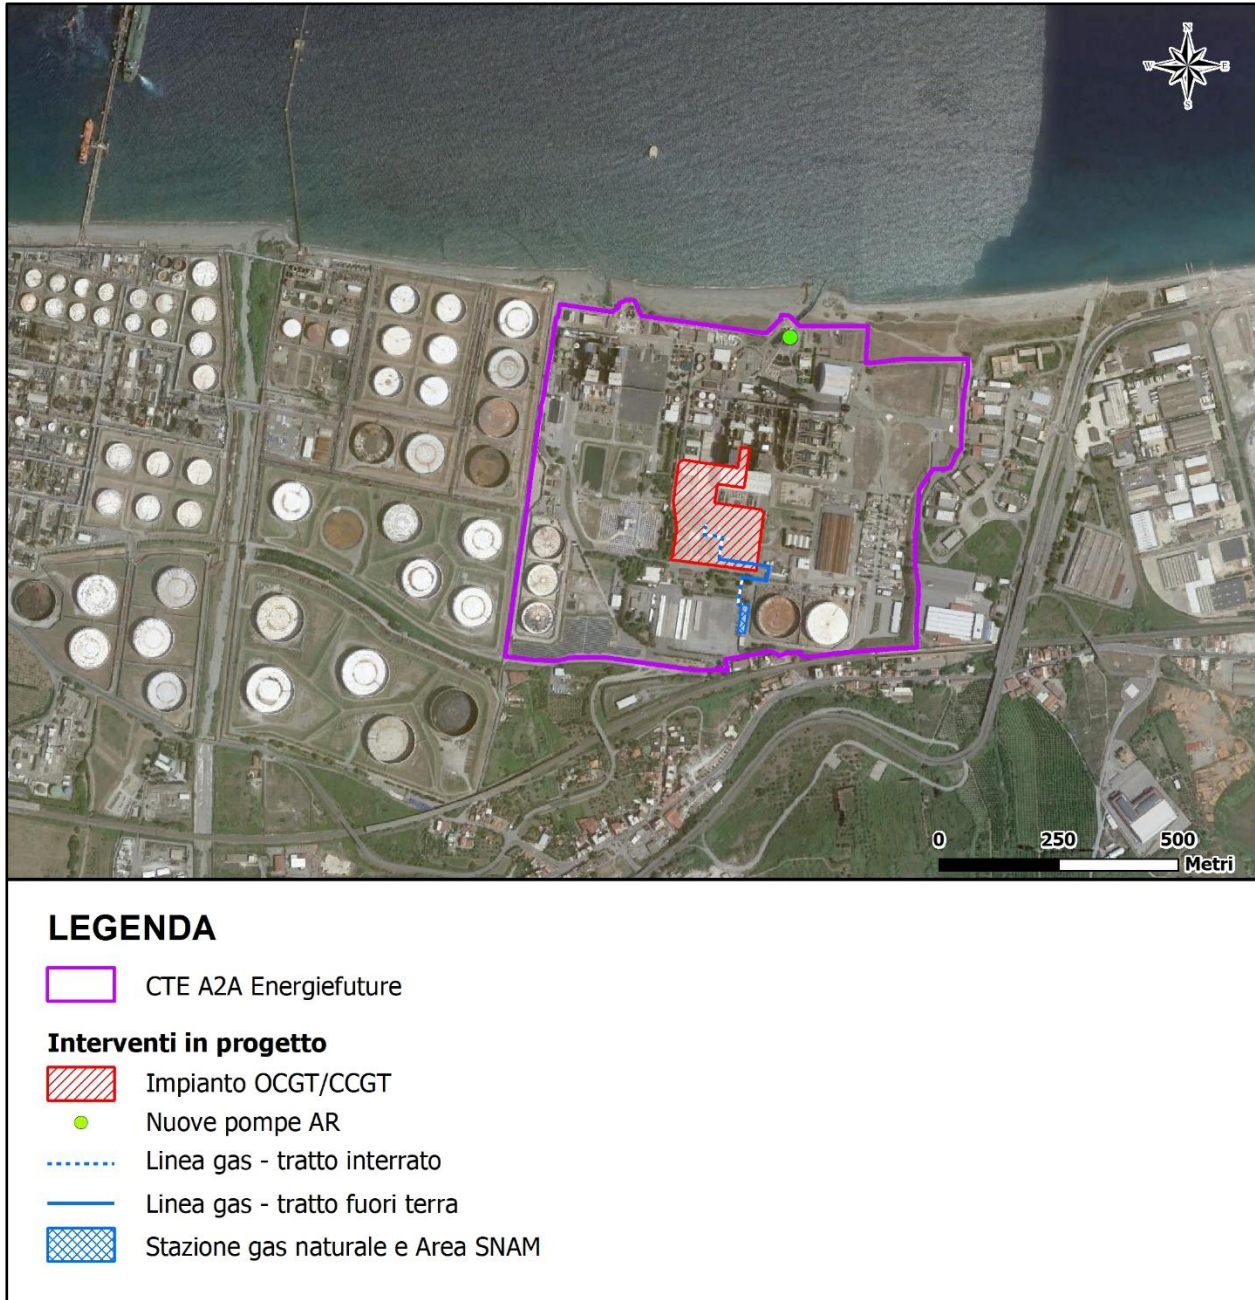 N
W E
S
0 250 500
Metri
LEGENDA
CTE A2A Energiefuture
Interventi in progetto
Impianto OCGT/CCGT
Nuove pompe AR
Linea gas - tratto interrato
Linea gas - tratto fuori terra
Stazione gas naturale e Area SNAM